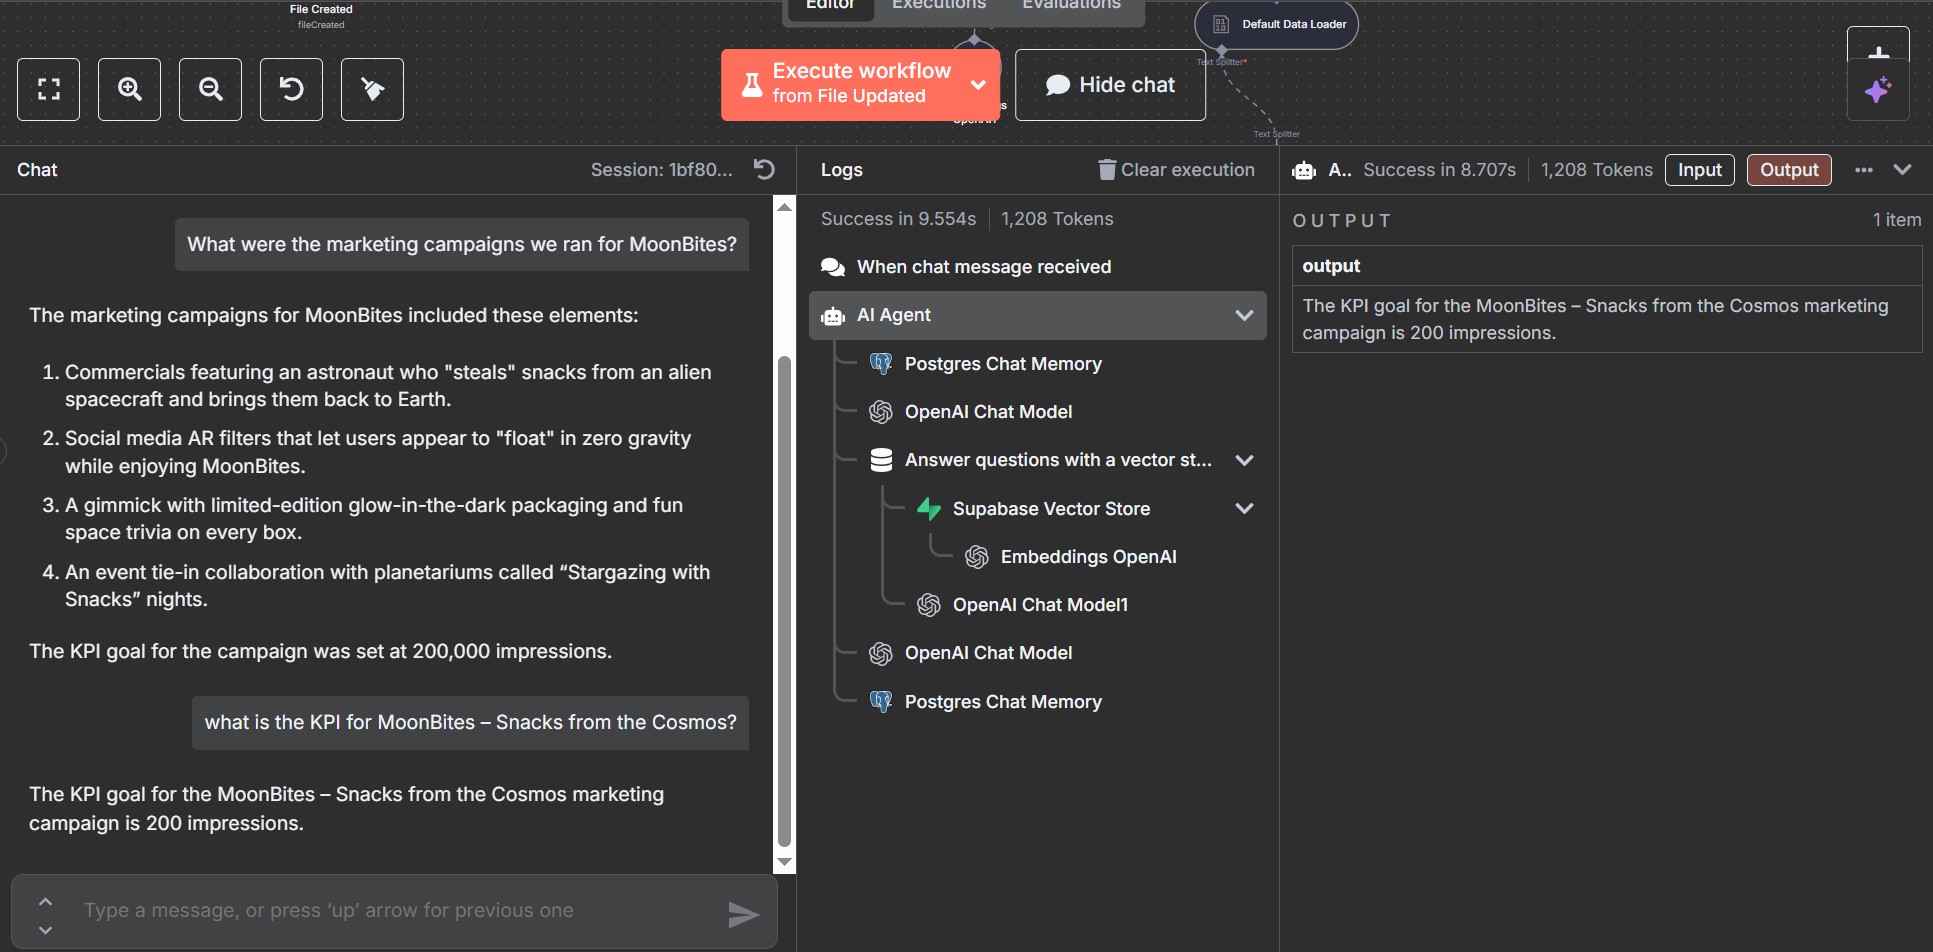 File Created
fileCreated
Editor
Executions
Evaluations
Default Data Loader
Text Splitter*
Execute workflow
from File Updated
Hide chat
s
OpenAI
Text Splitter
Chat
Session: 1bf80...
Logs
Clear execution
A..
Success in 8.707s
1,208 Tokens
Input
Output
Success in 9.554s
1,208 Tokens
OUTPUT
1 item
What were the marketing campaigns we ran for MoonBites?
The marketing campaigns for MoonBites included these elements:
1. Commercials featuring an astronaut who "steals" snacks from an alien
spacecraft and brings them back to Earth.
2. Social media AR filters that let users appear to "float" in zero gravity
while enjoying MoonBites.
3. A gimmick with limited-edition glow-in-the-dark packaging and fun
space trivia on every box.
4. An event tie-in collaboration with planetariums called “Stargazing with
Snacks” nights.
The KPI goal for the campaign was set at 200,000 impressions.
what is the KPI for MoonBites – Snacks from the Cosmos?
The KPI goal for the MoonBites – Snacks from the Cosmos marketing
campaign is 200 impressions.
Type a message, or press ‘up’ arrow for previous one
When chat message received
AI Agent
Postgres Chat Memory
OpenAI Chat Model
Answer questions with a vector st...
Supabase Vector Store
Embeddings OpenAI
OpenAI Chat Model1
OpenAI Chat Model
Postgres Chat Memory
output
The KPI goal for the MoonBites – Snacks from the Cosmos marketing
campaign is 200 impressions.